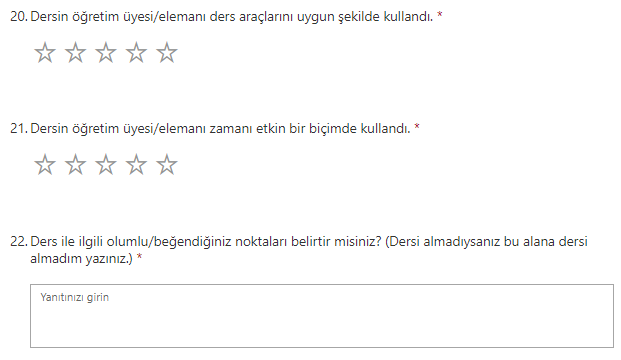 20. Dersin öğretim üyesi/elemanı ders araçlarını uygun şekilde kullandı. *
21. Dersin öğretim üyesi/elemanı zamanı etkin bir biçimde kullandı. *
22. Ders ile ilgili olumlu/beğendiğiniz noktaları belirtir misiniz? (Dersi almadıysanız bu alana dersi
almadım yazınız.) *
Yanıtınızı girin